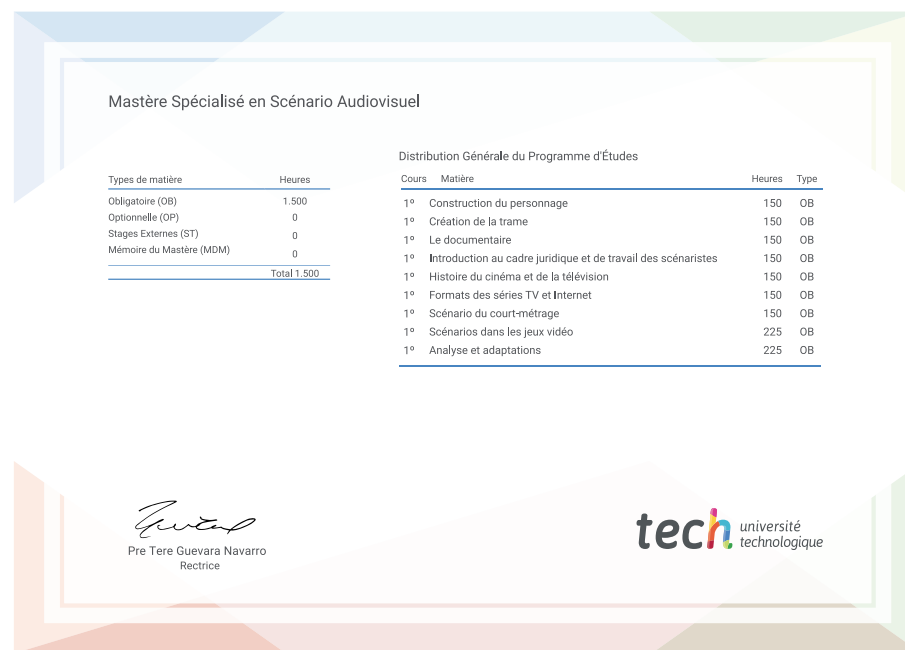 Mastère Spécialisé en Scénario Audiovisuel
Types de matière Heures
Obligatoire (OB) 1.500
Optionnelle (OP) 0
Stages Externes (ST) 0
Mémoire du Mastère (MDM) 0
Total 1.500
Distribution Générale du Programme d'Études
Cours Matière Heures Type
1º Construction du personnage 150 OB
1º Création de la trame 150 OB
1º Le documentaire 150 OB
1º Introduction au cadre juridique et de travail des scénaristes 150 OB
1º Histoire du cinéma et de la télévision 150 OB
1º Formats des séries TV et Internet 150 OB
1º Scénario du court-métrage 150 OB
1º Scénarios dans les jeux vidéo 225 OB
1º Analyse et adaptations 225 OB
Pre Tere Guevara Navarro
Rectrice
tech université
technologique